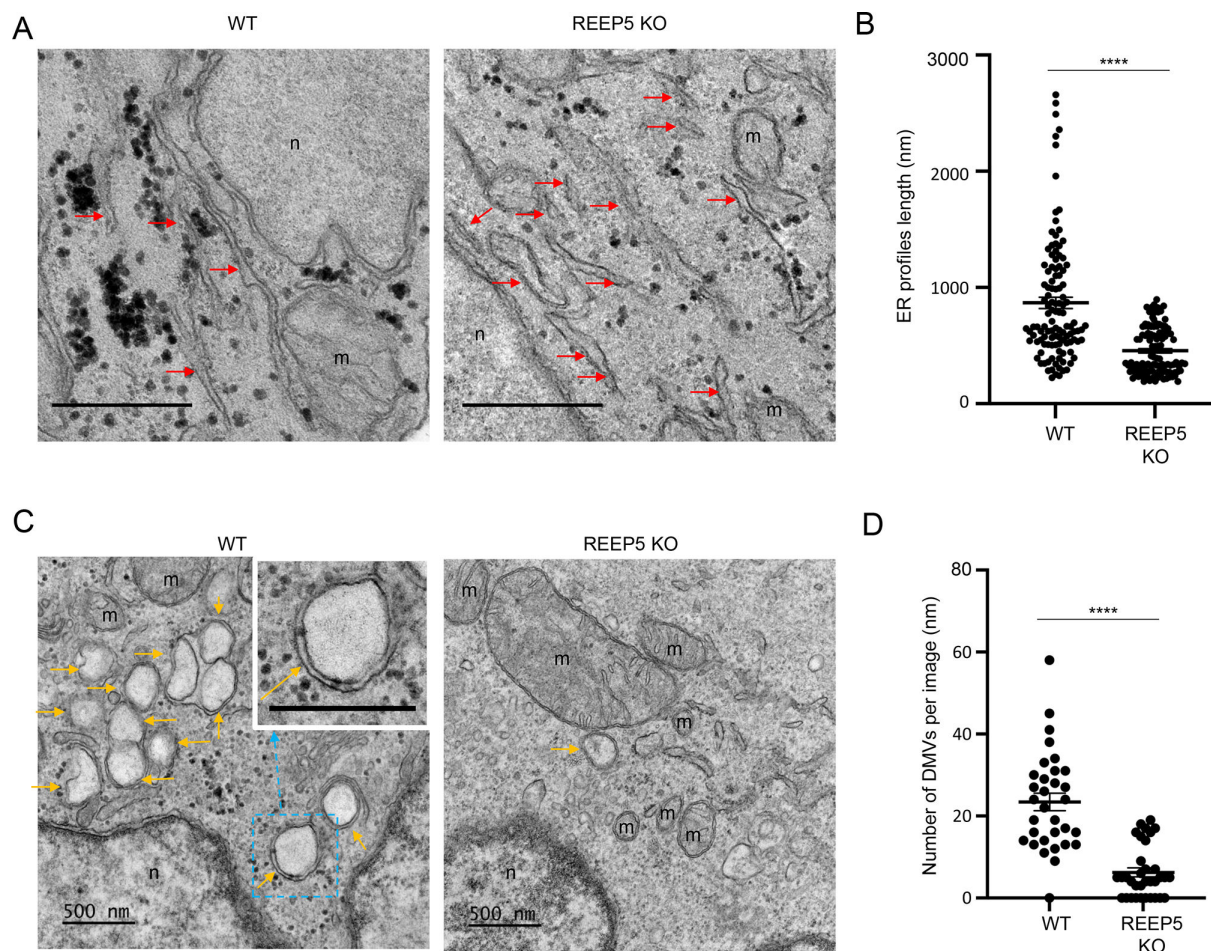 A
WT
REEP5 KO
n
m
m
n
m
B
****
ER profiles length (nm)
3000
2000
1000
0
WT
REEP5
KO
C
WT
REEP5 KO
m
m
n
500 nm
m
m
m
m
m
m
n
500 nm
D
****
Number of DMVs per image (nm)
80
60
40
20
0
WT
REEP5
KO